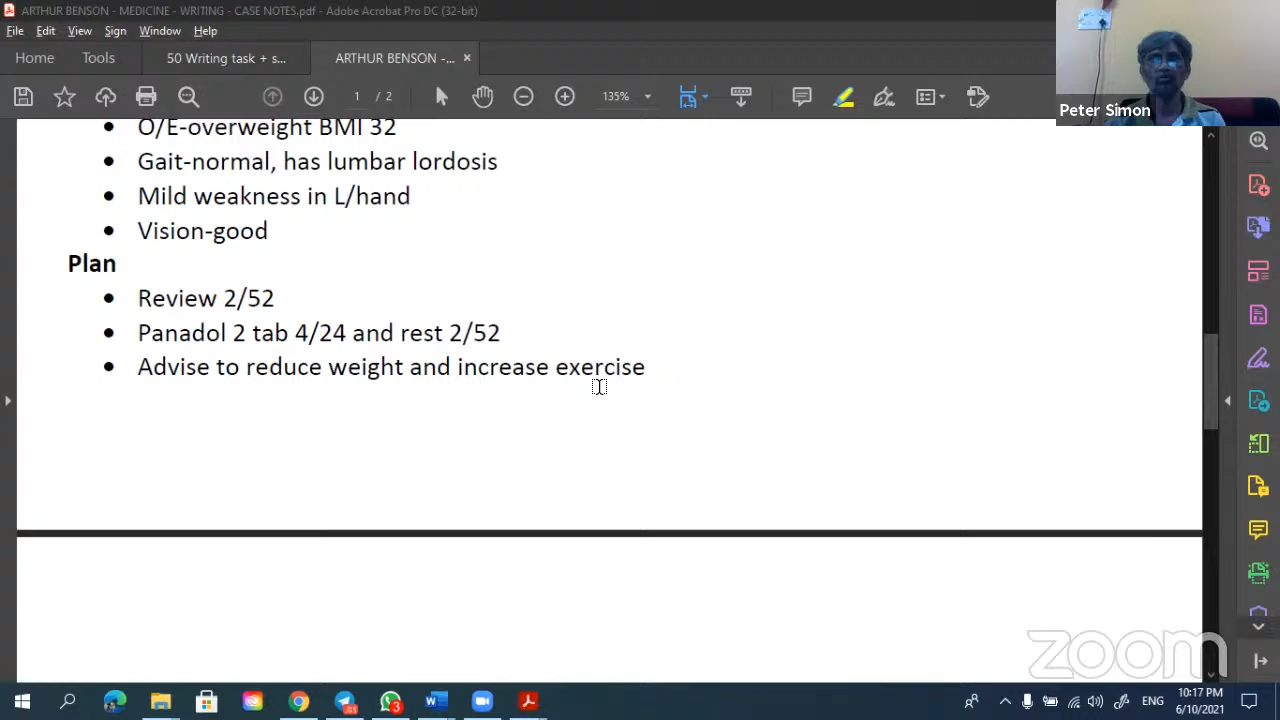 ARTHUR BENSON - MEDICINE - WRITING - CASE NOTES.pdf - Adobe Acrobat Pro DC (32-bit)
File Edit View Sign Window Help
Home Tools 50 Writing task + s... ARTHUR BENSON -... ×
1 / 2 135%
Peter Simon
• O/E-overweight BMI 32
• Gait-normal, has lumbar lordosis
• Mild weakness in L/hand
• Vision-good
Plan
• Review 2/52
• Panadol 2 tab 4/24 and rest 2/52
• Advise to reduce weight and increase exercise
zoom
03
3
ENG
10:17 PM
6/10/2021